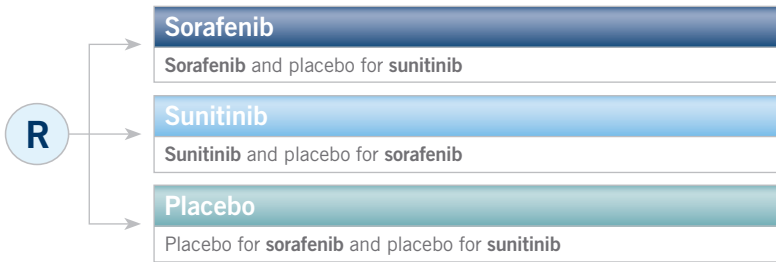 Sorafenib
Sorafenib and placebo for sunitinib
R
Sunitinib
Sunitinib and placebo for sorafenib
Placebo
Placebo for sorafenib and placebo for sunitinib